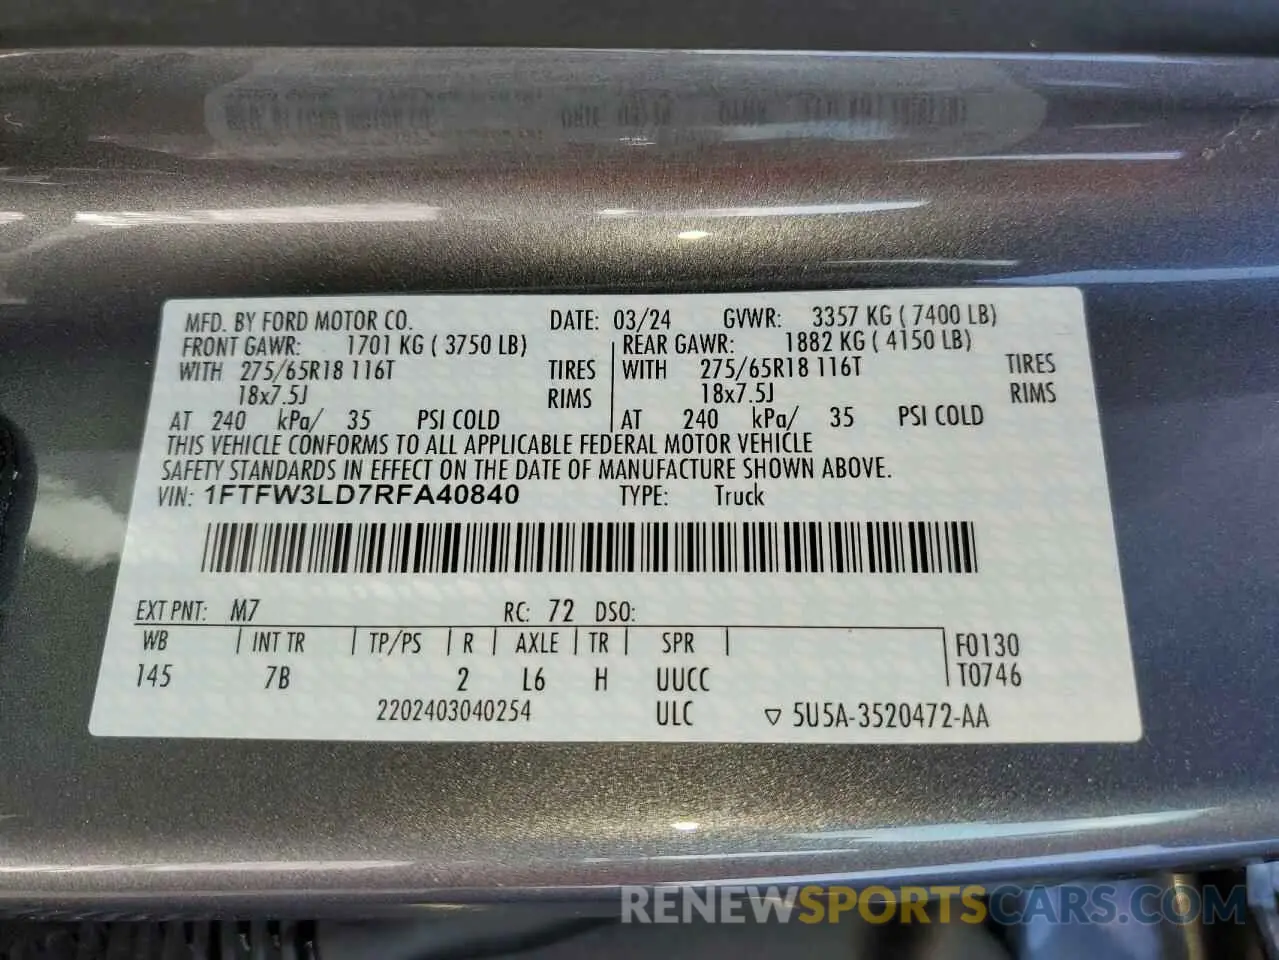 MFD. BY FORD MOTOR CO. DATE: 03/24 GVWR: 3357 KG ( 7400 LB)
FRONT GAWR: 1701 KG ( 3750 LB) REAR GAWR: 1882 KG ( 4150 LB)
WITH 275/65R18 116T TIRES WITH 275/65R18 116T TIRES
18x7.5J RIMS 18x7.5J RIMS
AT 240 kPa/ 35 PSI COLD AT 240 kPa/ 35 PSI COLD
THIS VEHICLE CONFORMS TO ALL APPLICABLE FEDERAL MOTOR VEHICLE
SAFETY STANDARDS IN EFFECT ON THE DATE OF MANUFACTURE SHOWN ABOVE.
VIN: 1FTFW3LD7RFA40840 TYPE: Truck
EXT PNT: M7 RC: 72 DSO:
WB INT TR TP/PS R AXLE TR SPR F0130
145 7B 2 L6 H UUCC T0746
2202403040254 ULC ▽ 5U5A-3520472-AA
RENEWSPORTSCARS.COM